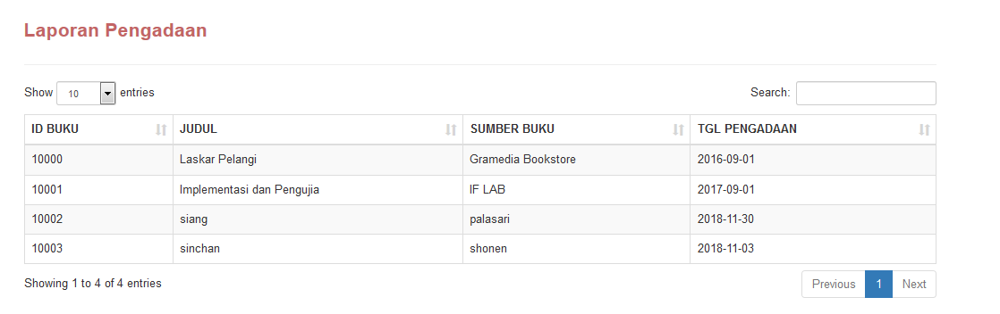 Laporan Pengadaan
Show 10 entries Search:
ID BUKU JUDUL SUMBER BUKU TGL PENGADAAN
10000 Laskar Pelangi Gramedia Bookstore 2016-09-01
10001 Implementasi dan Pengujia IF LAB 2017-09-01
10002 siang palasari 2018-11-30
10003 sinchan shonen 2018-11-03
Showing 1 to 4 of 4 entries Previous 1 Next